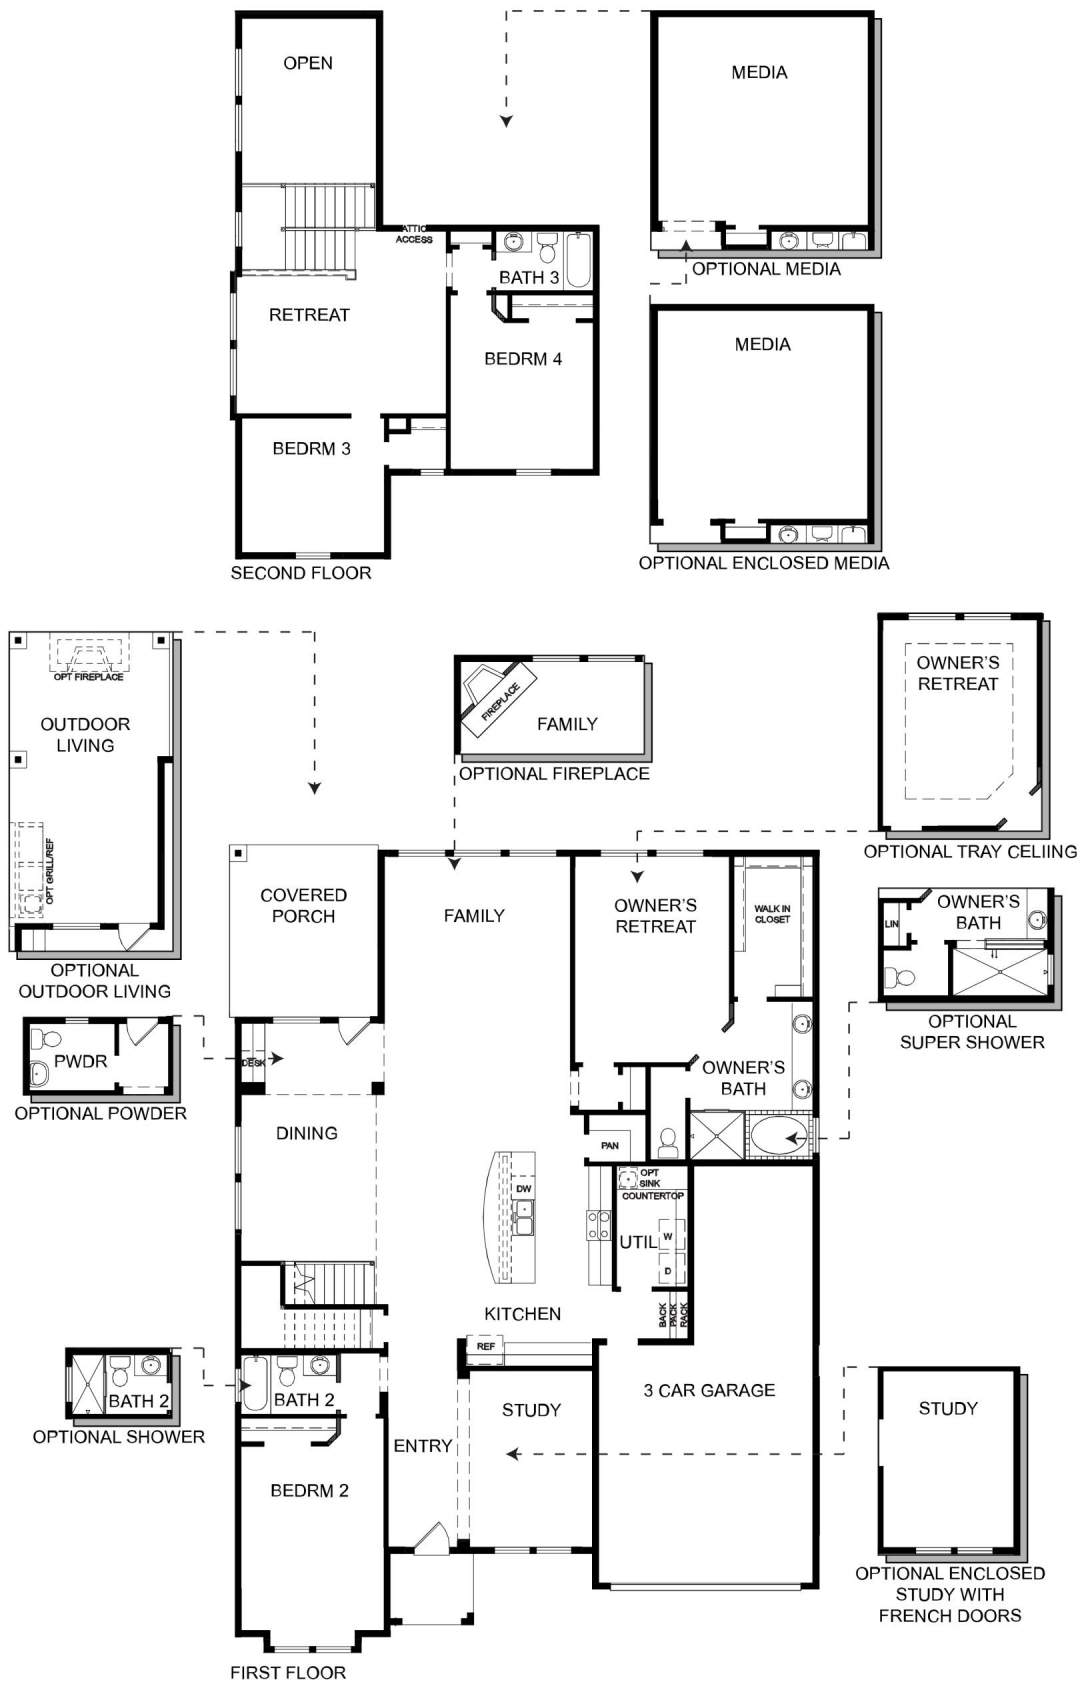 OPEN
ATTIC
ACCESS
BATH 3
RETREAT
BEDRM 4
BEDRM 3
SECOND FLOOR
MEDIA
OPTIONAL MEDIA
MEDIA
OPTIONAL ENCLOSED MEDIA
OPT FIREPLACE
OUTDOOR
LIVING
OPT GRILL/REF
OPTIONAL
OUTDOOR LIVING
FIREPLACE
FAMILY
OPTIONAL FIREPLACE
OWNER'S
RETREAT
OPTIONAL TRAY CELIING
LIN
OWNER'S
BATH
OPTIONAL
SUPER SHOWER
PWDR
OPTIONAL POWDER
COVERED
PORCH
FAMILY
OWNER'S
RETREAT
WALK IN
CLOSET
DESK
OWNER'S
BATH
DINING
PAN
DW
OPT
SINK
COUNTERTOP
UTIL
W
D
KITCHEN
BACK
PACK
RACK
REF
BATH 2
OPTIONAL SHOWER
BATH 2
ENTRY
STUDY
3 CAR GARAGE
BEDRM 2
STUDY
OPTIONAL ENCLOSED
STUDY WITH
FRENCH DOORS
FIRST FLOOR